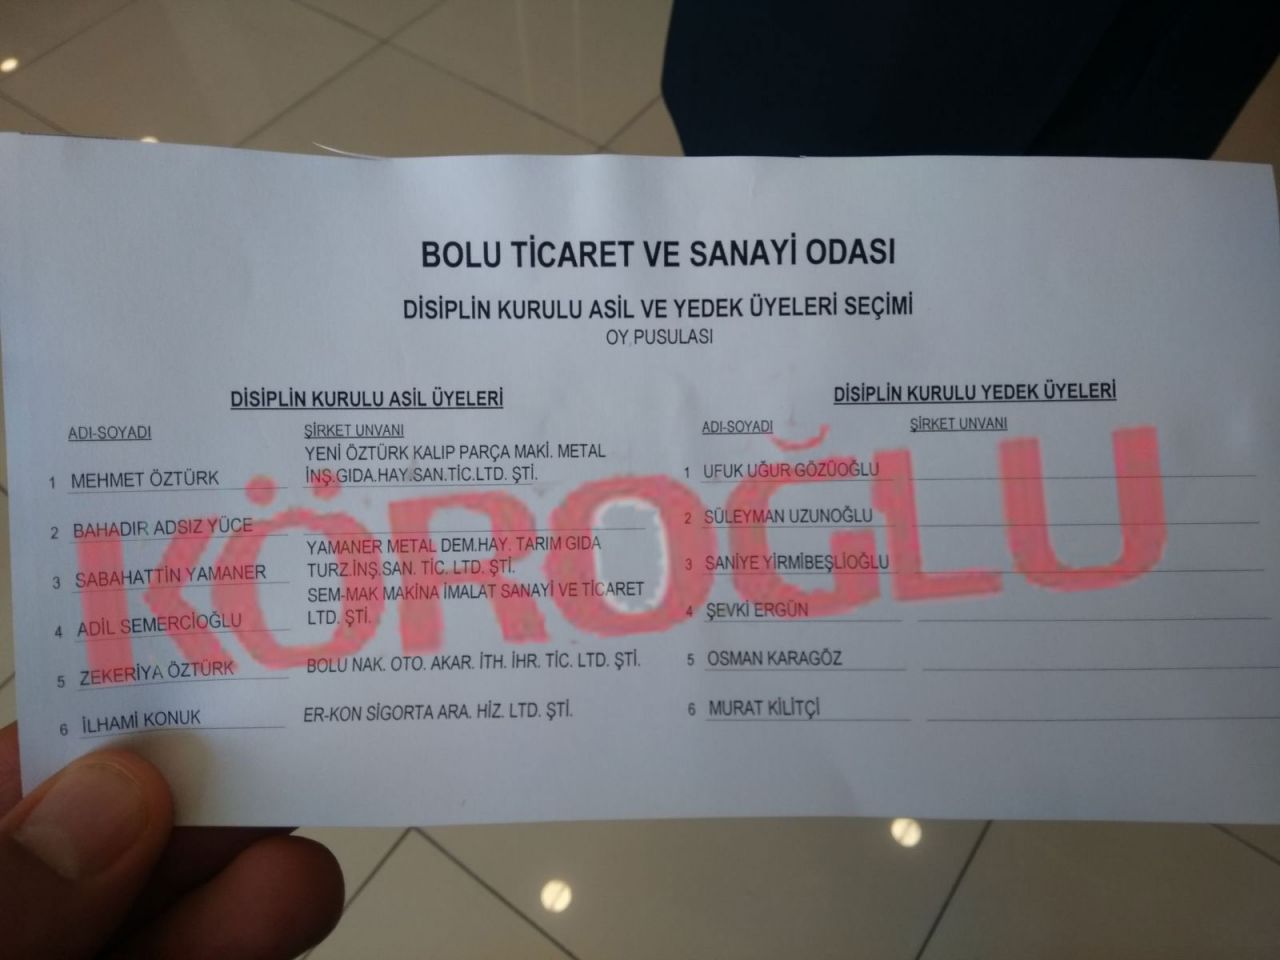 BOLU TİCARET VE SANAYİ ODASI
DİSİPLİN KURULU ASİL VE YEDEK ÜYELERİ SEÇİMİ
OY PUSULASI
DİSİPLİN KURULU ASİL ÜYELERİ
ADI-SOYADI ŞİRKET UNVANI
1 MEHMET ÖZTÜRK YENİ ÖZTÜRK KALIP PARÇA MAKİ. METAL
İNŞ.GIDA.HAY.SAN.TİC.LTD. ŞTİ.
2 BAHADIR ADSIZ YÜCE
3 SABAHATTİN YAMANER YAMANER METAL DEM.HAY. TARIM GIDA
TURZ.İNŞ.SAN. TİC. LTD. ŞTİ.
4 ADİL SEMERCİOĞLU SEM-MAK MAKİNA İMALAT SANAYİ VE TİCARET
LTD. ŞTİ.
5 ZEKERİYA ÖZTÜRK BOLU NAK. OTO. AKAR. İTH. İHR. TİC. LTD. ŞTİ.
6 İLHAMİ KONUK ER-KON SİGORTA ARA. HİZ. LTD. ŞTİ.
DİSİPLİN KURULU YEDEK ÜYELERİ
ADI-SOYADI ŞİRKET UNVANI
1 UFUK UĞUR GÖZÜOĞLU
2 SÜLEYMAN UZUNOĞLU
3 SANİYE YİRMİBEŞLİOĞLU
4 ŞEVKİ ERGÜN
5 OSMAN KARAGÖZ
6 MURAT KİLİTÇİ
KÖROĞLU